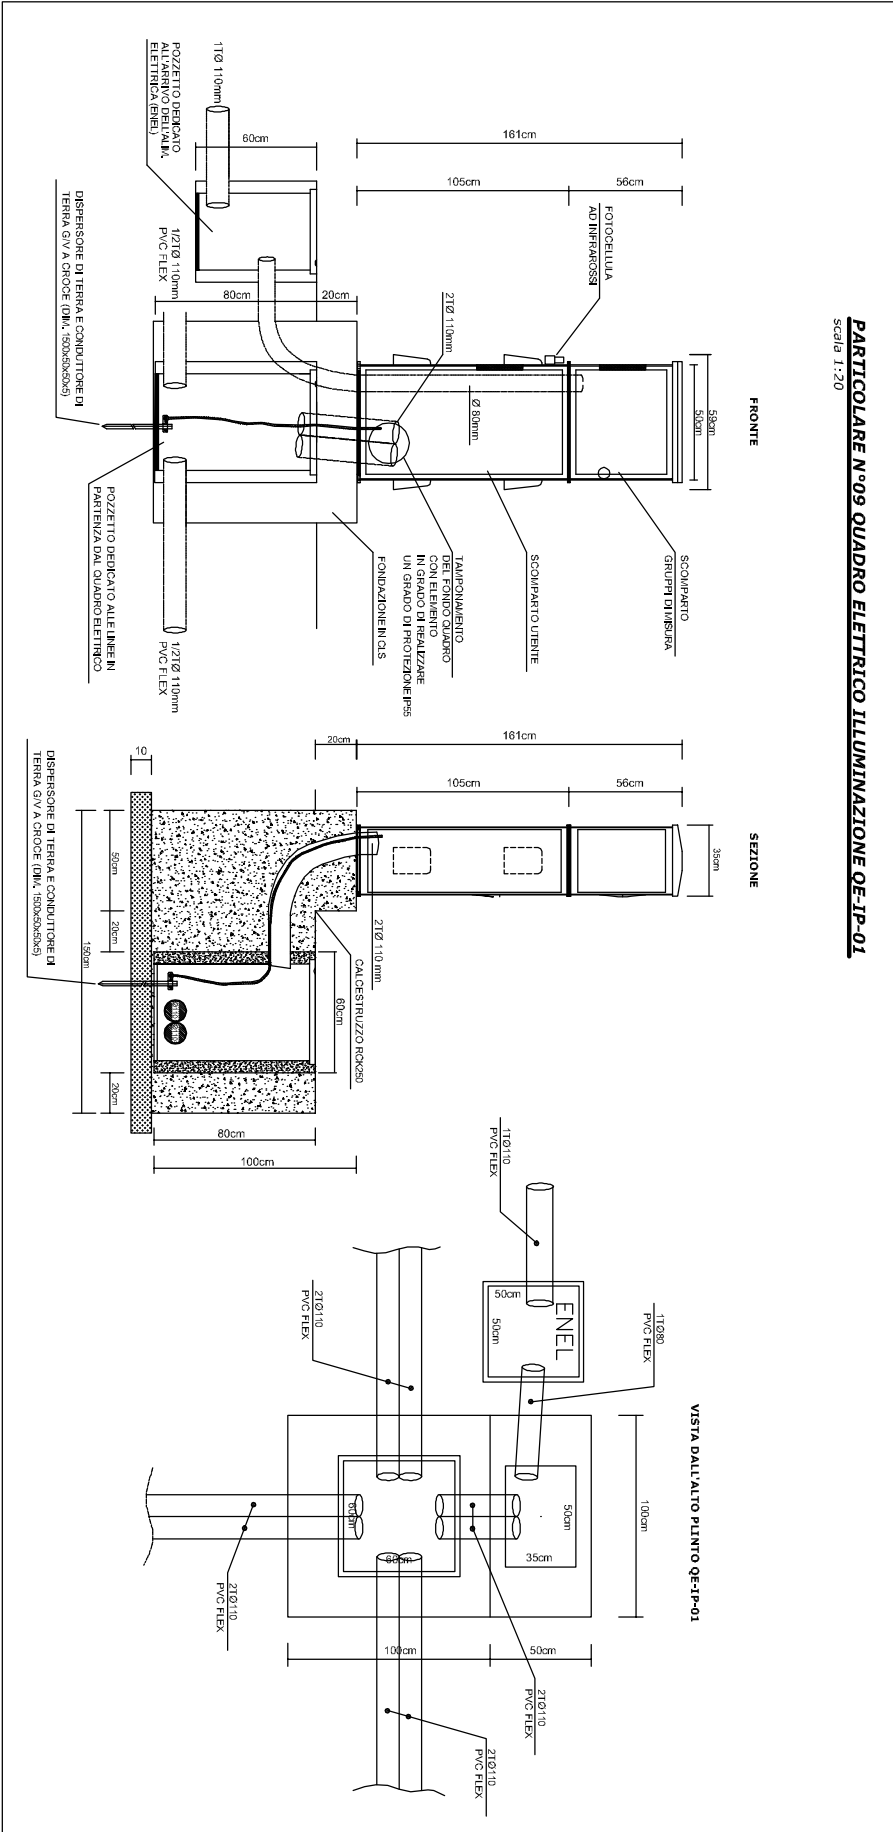 PARTICOLARE N°09 QUADRO ELETTRICO ILLUMINAZIONE QE-IP-01
scala 1:20
FRONTE
59cm
50cm
161cm
105cm
56cm
FOTOCELLULA
AD INFRAROSSI
SCOMPARTO
GRUPPI DI MISURA
SCOMPARTO UTENTE
Ø 80mm
2TØ 110mm
TAMPONAMENTO
DEL FONDO QUADRO
CON ELEMENTO
IN GRADO DI REALIZZARE
UN GRADO DI PROTEZIONE IP55
FONDAZIONE IN CLS
60cm
1TØ 110mm
POZZETTO DEDICATO
ALL'ARRIVO DELL'ALIM.
ELETTRICA (ENEL)
80cm
20cm
1/2TØ 110mm
PVC FLEX
1/2TØ 110mm
PVC FLEX
DISPERSORE DI TERRA E CONDUTTORE DI
TERRA G/V A CROCE (DIM. 1500x50x50x5)
POZZETTO DEDICATO ALLE LINEE IN
PARTENZA DAL QUADRO ELETTRICO
SEZIONE
35cm
161cm
105cm
56cm
20cm
2TØ 110 mm
CALCESTRUZZO RCK250
60cm
10
50cm
20cm
20cm
150cm
80cm
100cm
DISPERSORE DI TERRA E CONDUTTORE DI
TERRA G/V A CROCE (DIM. 1500x50x50x5)
VISTA DALL'ALTO PLINTO QE-IP-01
100cm
1TØ80
PVC FLEX
1TØ110
PVC FLEX
ENEL
50cm
50cm
50cm
35cm
2TØ110
PVC FLEX
60cm
60cm
100cm
50cm
2TØ110
PVC FLEX
2TØ110
PVC FLEX
2TØ110
PVC FLEX